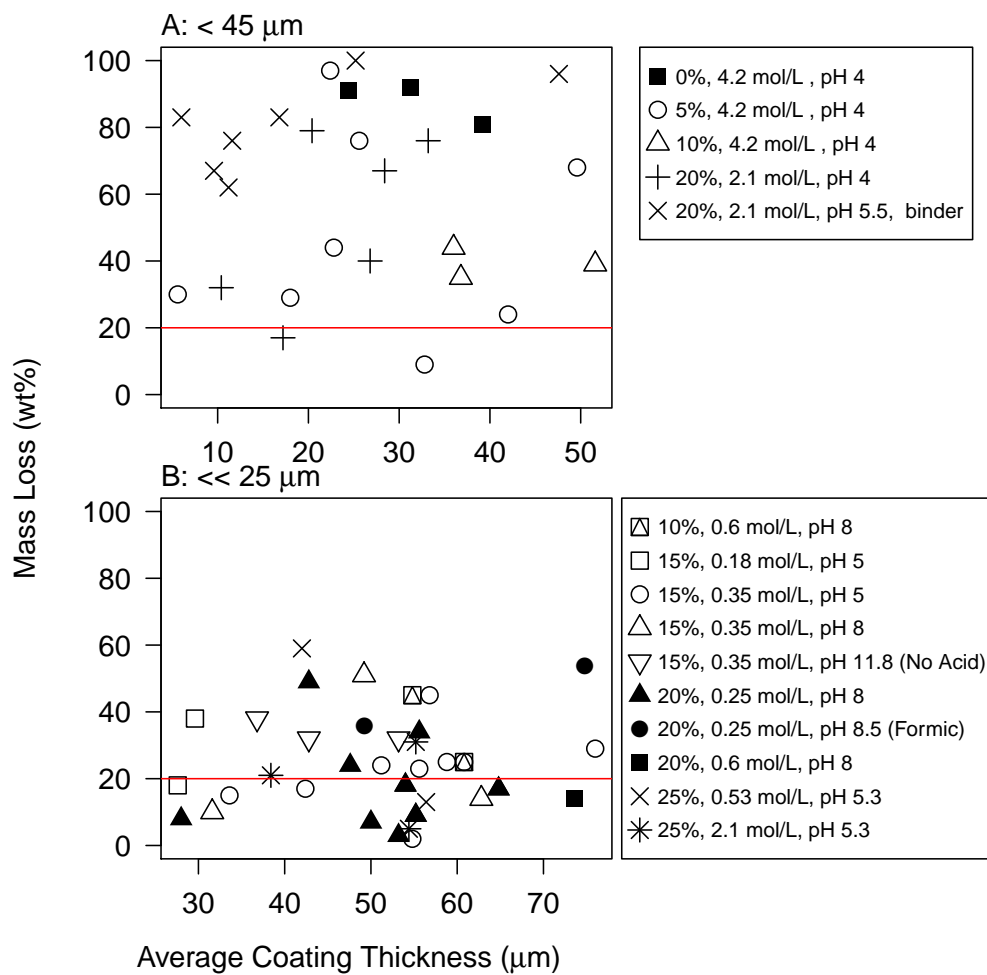 A: < 45 μm
100
80
60
40
20
0
10 20 30 40 50
0%, 4.2 mol/L , pH 4
5%, 4.2 mol/L , pH 4
10%, 4.2 mol/L , pH 4
20%, 2.1 mol/L, pH 4
20%, 2.1 mol/L, pH 5.5, binder
Mass Loss (wt%)
B: << 25 μm
100
80
60
40
20
0
30 40 50 60 70
10%, 0.6 mol/L, pH 8
15%, 0.18 mol/L, pH 5
15%, 0.35 mol/L, pH 5
15%, 0.35 mol/L, pH 8
15%, 0.35 mol/L, pH 11.8 (No Acid)
20%, 0.25 mol/L, pH 8
20%, 0.25 mol/L, pH 8.5 (Formic)
20%, 0.6 mol/L, pH 8
25%, 0.53 mol/L, pH 5.3
25%, 2.1 mol/L, pH 5.3
Average Coating Thickness (μm)